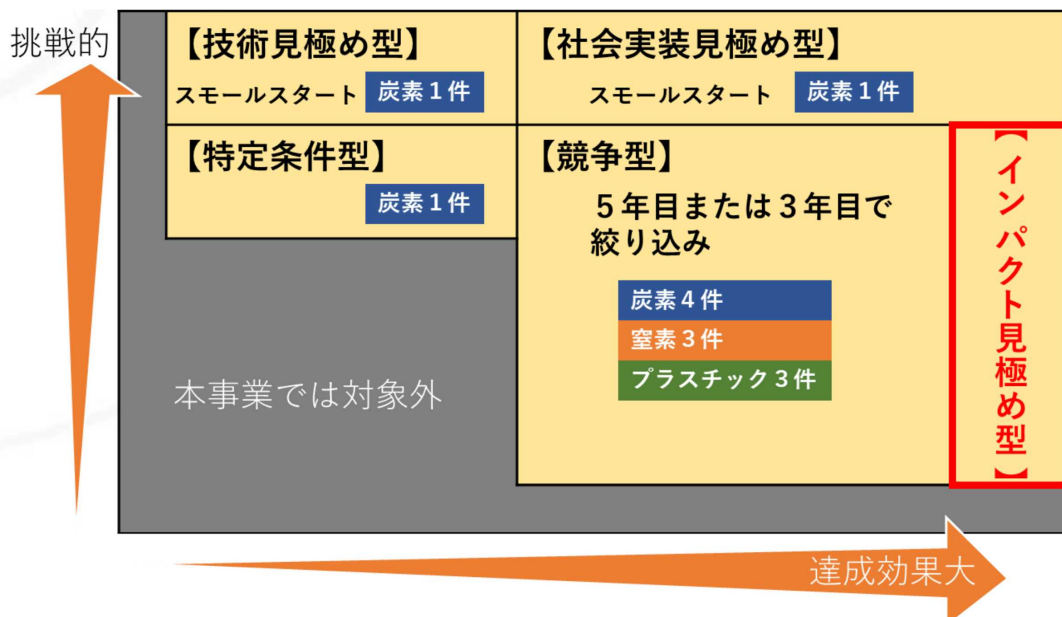 挑戦的
【技術見極め型】
スモールスタート 炭素1件
【社会実装見極め型】
スモールスタート 炭素1件
【特定条件型】
炭素1件
【競争型】
５年目または３年目で
絞り込み
炭素４件
窒素３件
プラスチック３件
【インパクト見極め型】
本事業では対象外
達成効果大